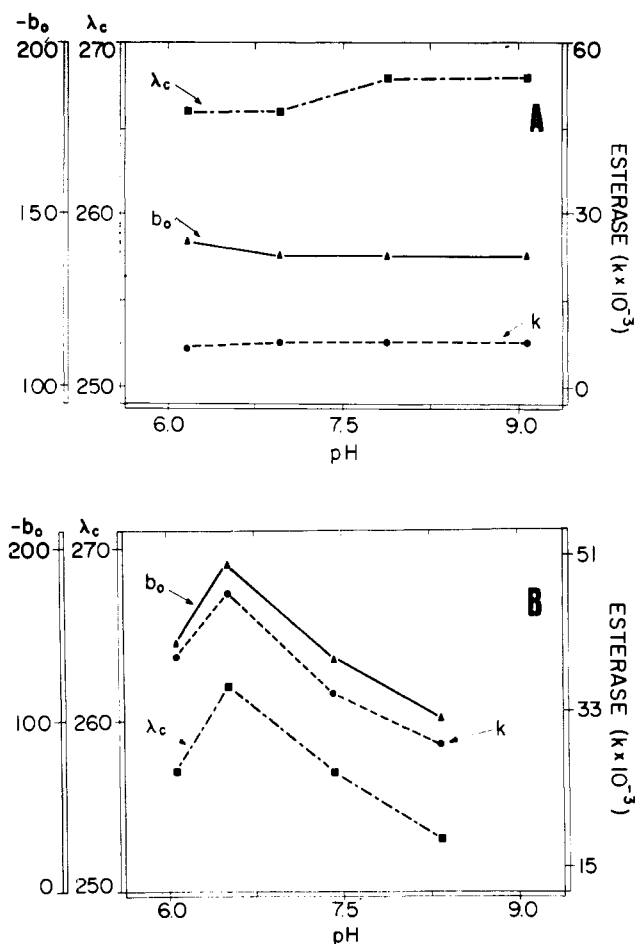 -b₀ λc
200 270 60
λc
A
150 260 30
b₀
k
100 250 0
6.0 7.5 9.0
pH
ESTERASE (k × 10⁻³)
-b₀ λc
200 270 51
b₀
B
100 260 33
λc
k
0 250 15
6.0 7.5 9.0
pH
ESTERASE (k × 10⁻³)